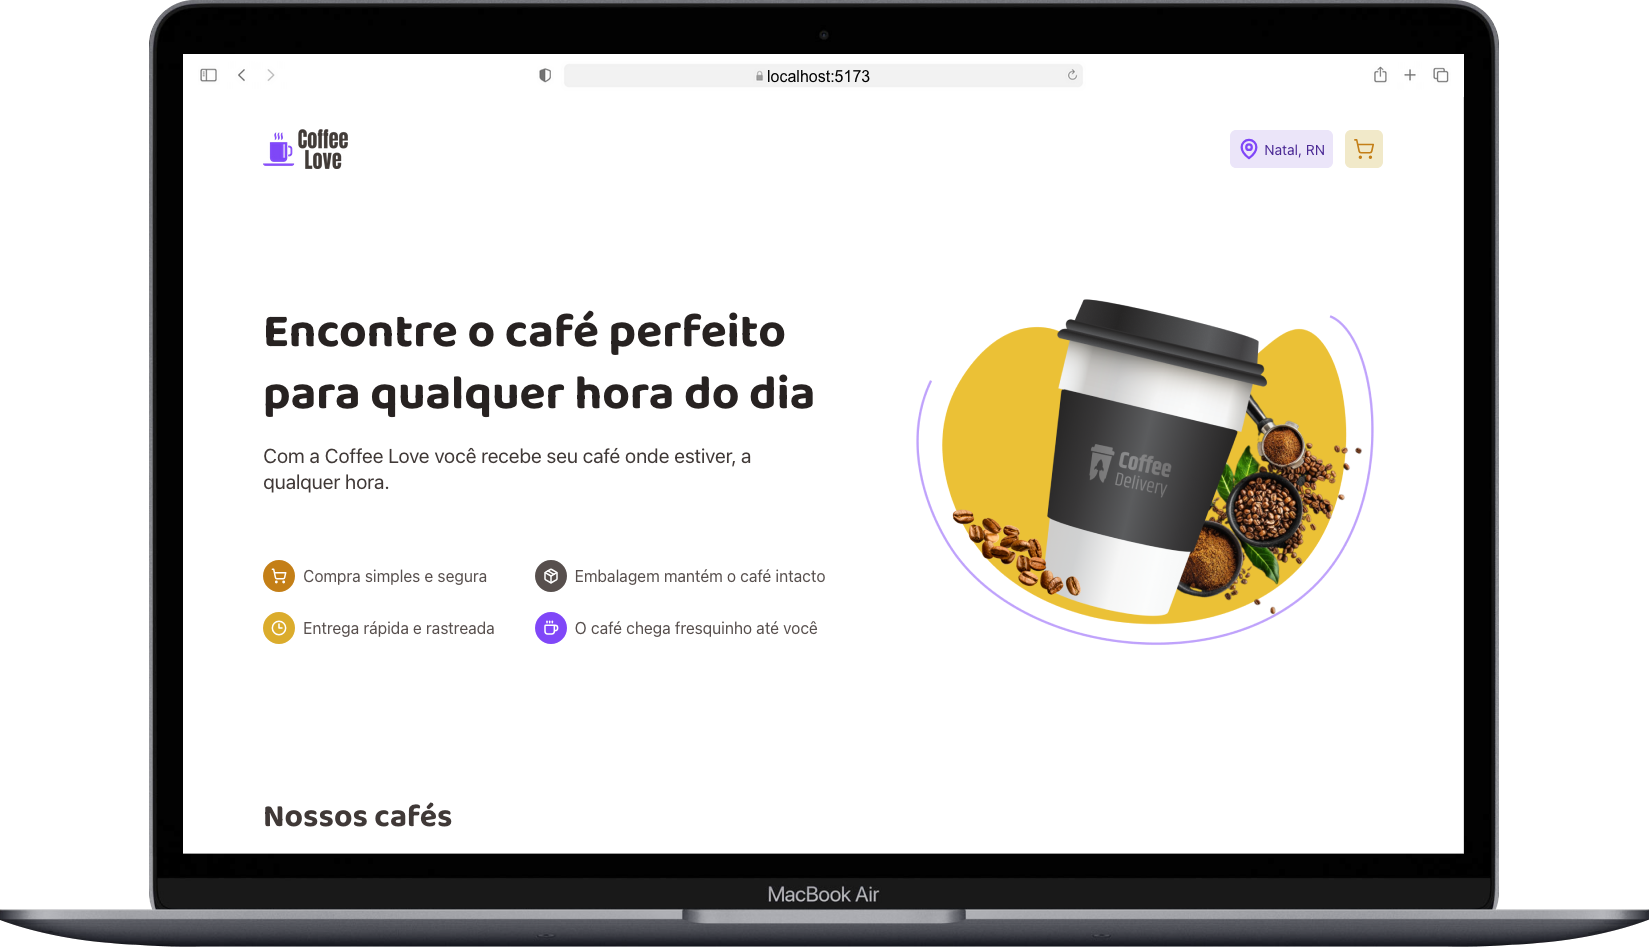 localhost:5173
Coffee
Love
Natal, RN
Encontre o café perfeito
para qualquer hora do dia
Com a Coffee Love você recebe seu café onde estiver, a
qualquer hora.
Compra simples e segura
Embalagem mantém o café intacto
Entrega rápida e rastreada
O café chega fresquinho até você
Coffee
Delivery
Nossos cafés
MacBook Air